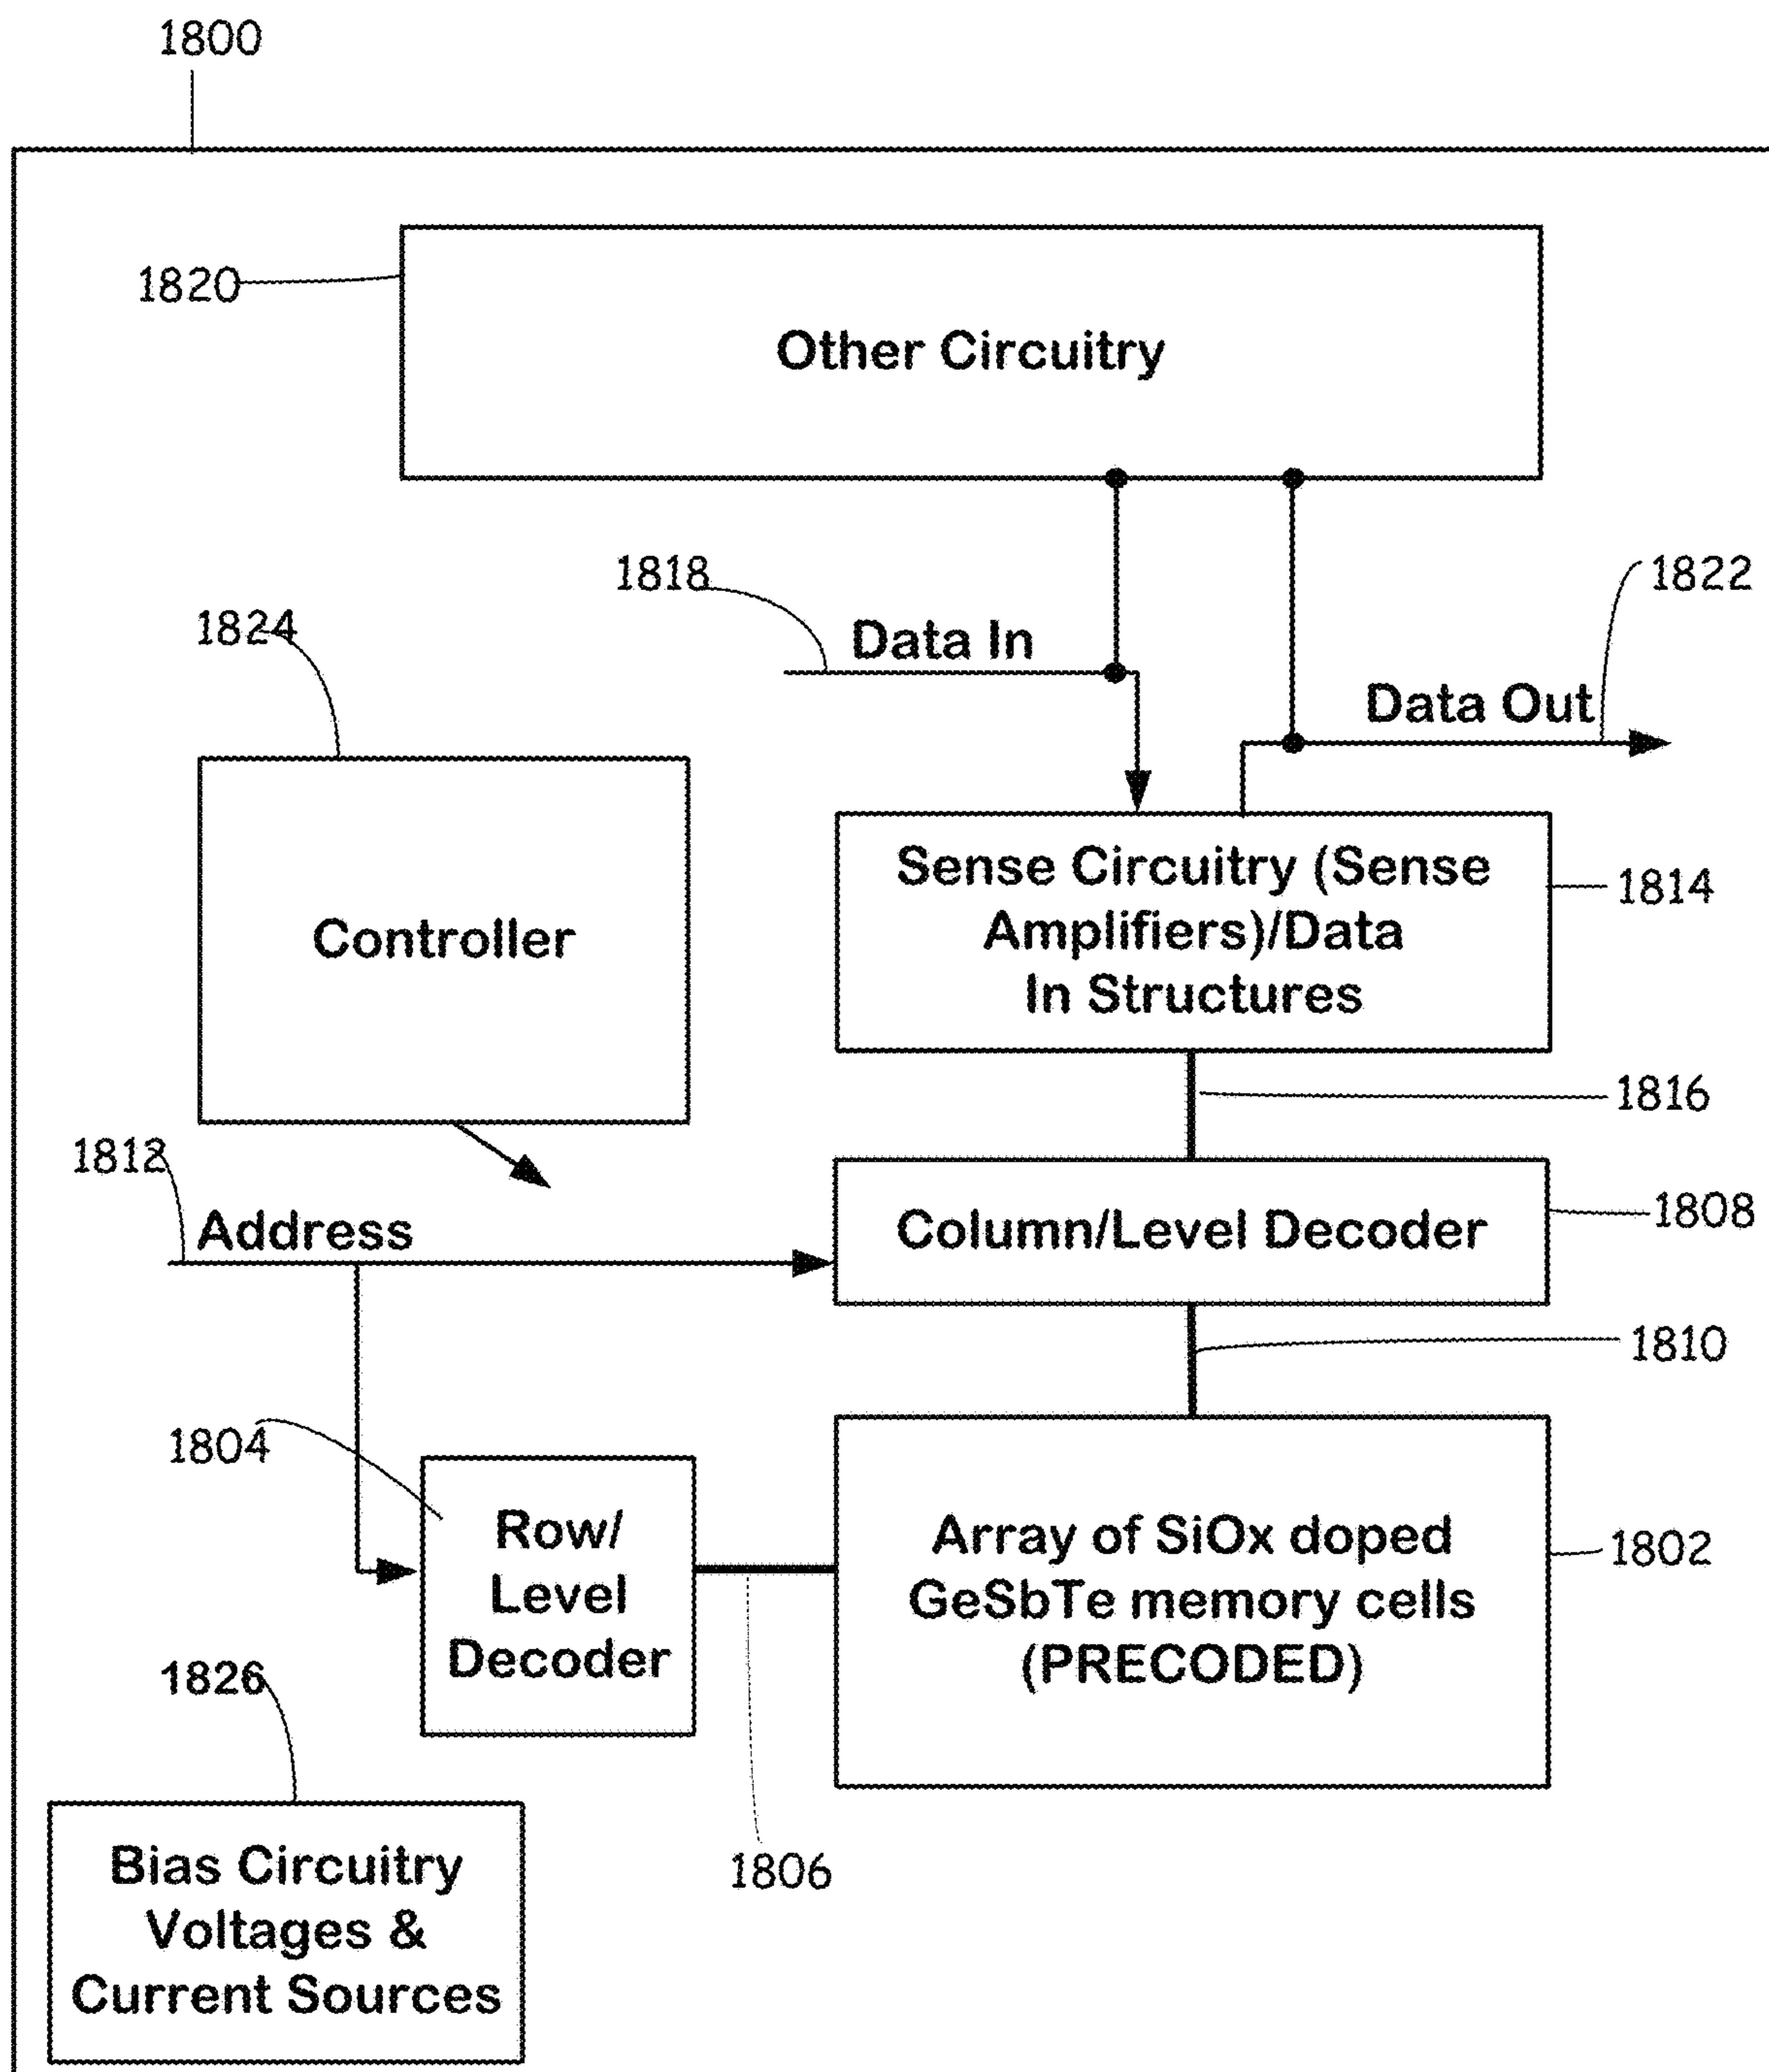 1800
1820
Other Circuitry
1818
1822
1824
Data In
Data Out
Sense Circuitry (Sense
Amplifiers)/Data
In Structures
1814
Controller
1816
1812
Address
Column/Level Decoder
1808
1810
1804
Row/
Level
Decoder
Array of SiOx doped
GeSbTe memory cells
(PRECODED)
1802
1826
1806
Bias Circuitry
Voltages &
Current Sources